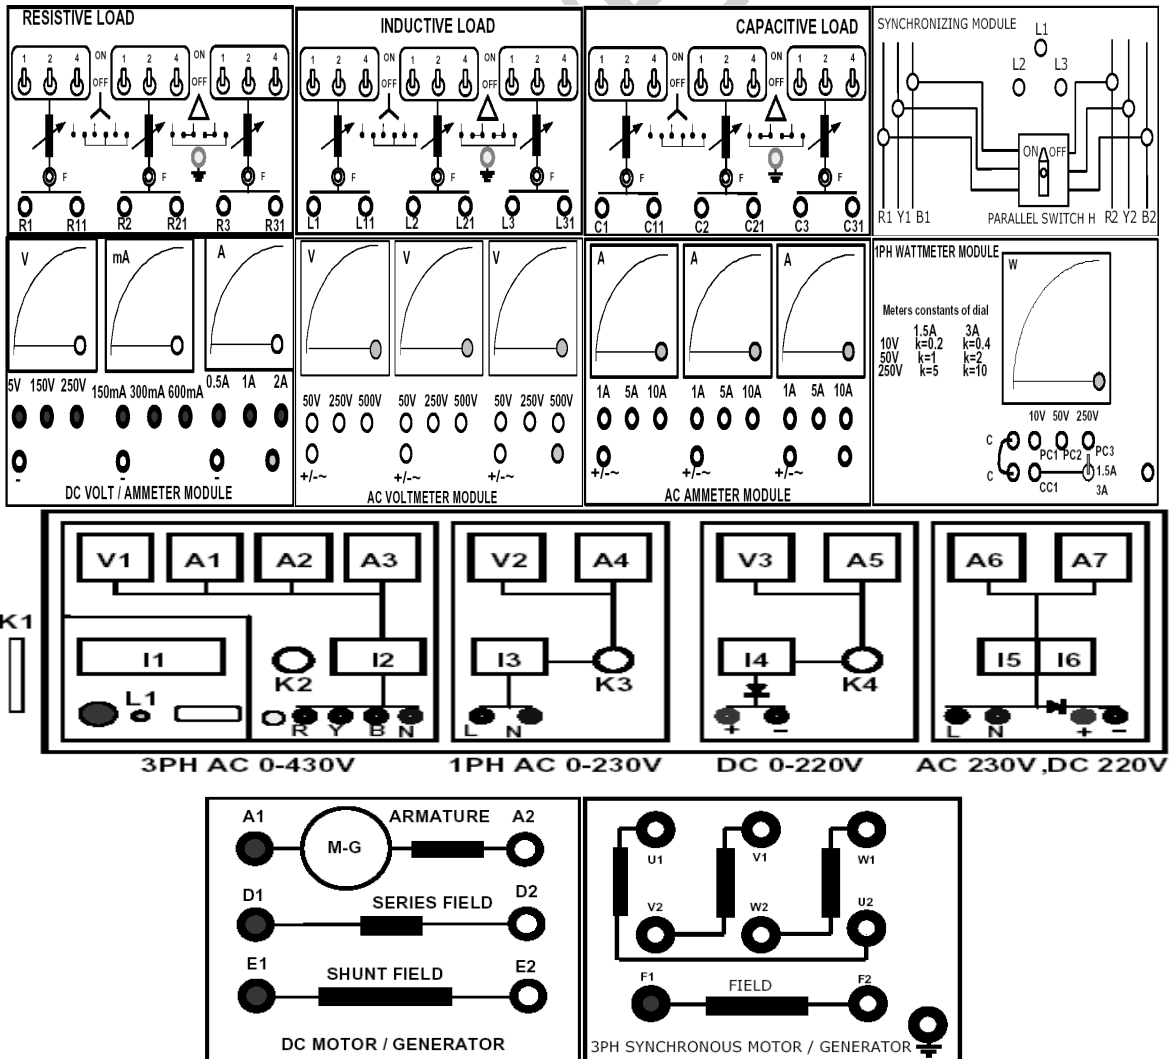 RESISTIVE LOAD
1 2 4 1 2 4 1 2 4
ON
OFF OFF
F F F
R1 R11 R2 R21 R3 R31
INDUCTIVE LOAD
1 2 4 1 2 4 1 2 4
ON
OFF OFF
F F F
L1 L11 L2 L21 L3 L31
CAPACITIVE LOAD
1 2 4 1 2 4 1 2 4
ON
OFF OFF
F F F
C1 C11 C2 C21 C3 C31
SYNCHRONIZING MODULE
L1
L2 L3
ON OFF
R1 Y1 B1 R2 Y2 B2
PARALLEL SWITCH H
V mA A
5V 150V 250V 150mA 300mA 600mA 0.5A 1A 2A
- - -
DC VOLT / AMMETER MODULE
V V V
50V 250V 500V 50V 250V 500V 50V 250V 500V
+/-~ +/-~ +/-~
AC VOLTMETER MODULE
A A A
1A 5A 10A 1A 5A 10A 1A 5A 10A
+/-~ +/-~ +/-~
AC AMMETER MODULE
1PH WATTMETER MODULE
W
Meters constants of dial
1.5A 3A
10V k=0.2 k=0.4
50V k=1 k=2
250V k=5 k=10
10V 50V 250V
C
PC1 PC2 PC3
C 1.5A
CC1 3A
K1
V1 A1 A2 A3
I1 I2
K2
L1
R Y B N
3PH AC 0-430V
V2 A4
I3
K3
L N
1PH AC 0-230V
V3 A5
I4
K4
+ -
DC 0-220V
A6 A7
I5 I6
L N + -
AC 230V ,DC 220V
A1 ARMATURE A2
M-G
D1 SERIES FIELD D2
E1 SHUNT FIELD E2
DC MOTOR / GENERATOR
U1 V1 W1
V2 W2 U2
F1 FIELD F2
3PH SYNCHRONOUS MOTOR / GENERATOR